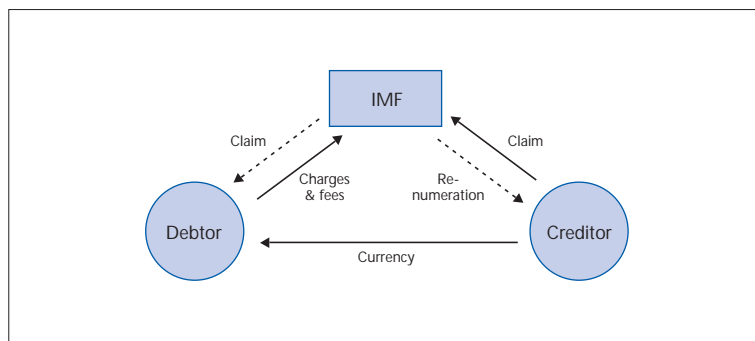 IMF
Claim
Claim
Charges
& fees
Re-
numeration
Debtor
Creditor
Currency